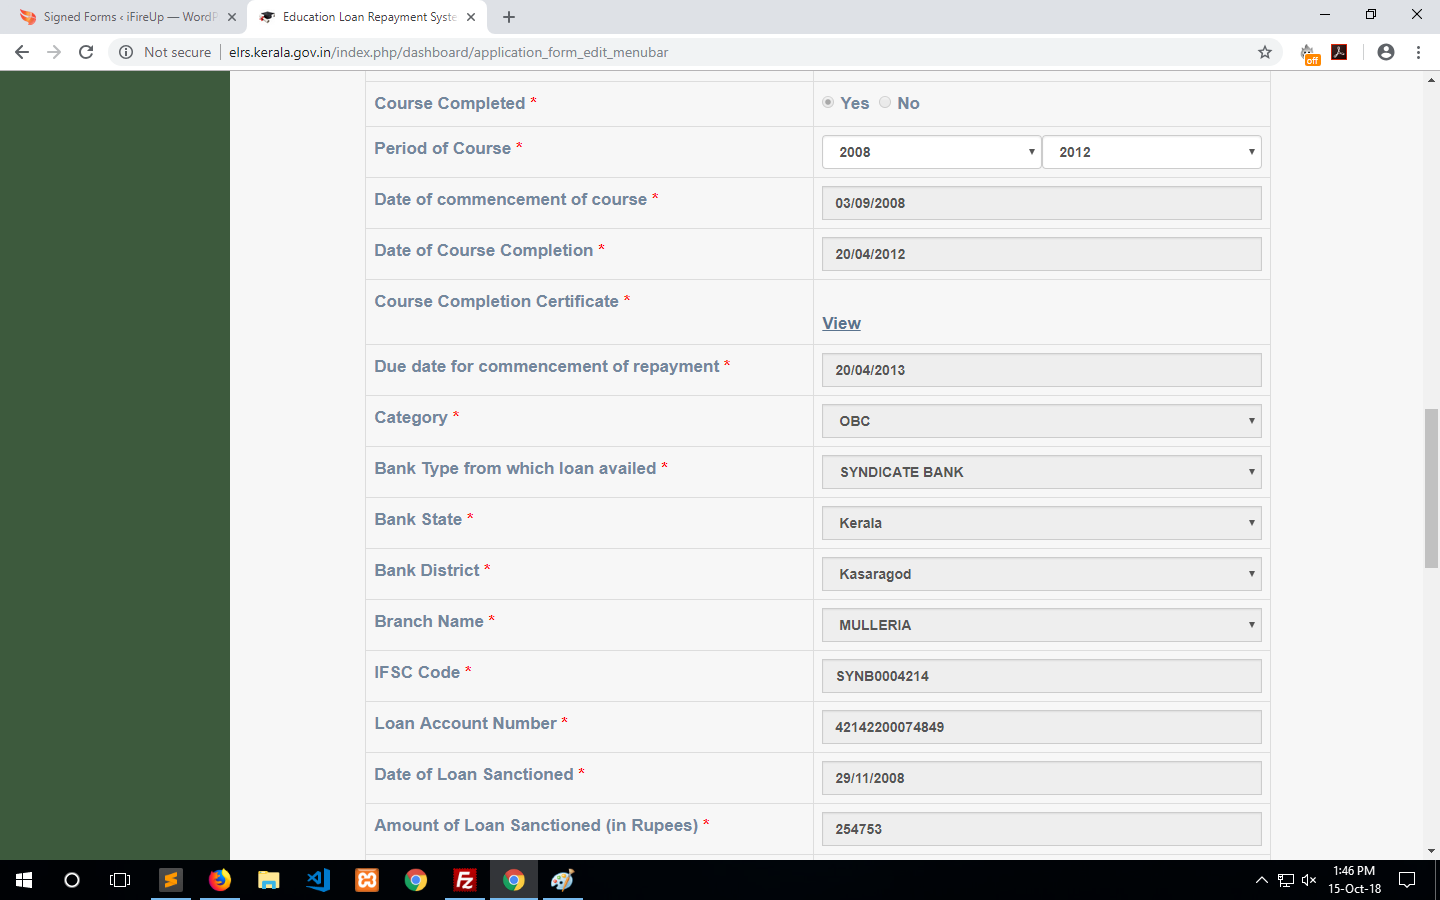 Signed Forms ‹ iFireUp — WordP
Education Loan Repayment Syste
Not secure
elrs.kerala.gov.in/index.php/dashboard/application_form_edit_menubar
off
Course Completed * Yes No
Period of Course * 2008 2012
Date of commencement of course * 03/09/2008
Date of Course Completion * 20/04/2012
Course Completion Certificate *
View
Due date for commencement of repayment * 20/04/2013
Category * OBC
Bank Type from which loan availed * SYNDICATE BANK
Bank State * Kerala
Bank District * Kasaragod
Branch Name * MULLERIA
IFSC Code * SYNB0004214
Loan Account Number * 42142200074849
Date of Loan Sanctioned * 29/11/2008
Amount of Loan Sanctioned (in Rupees) * 254753
1:46 PM
15-Oct-18